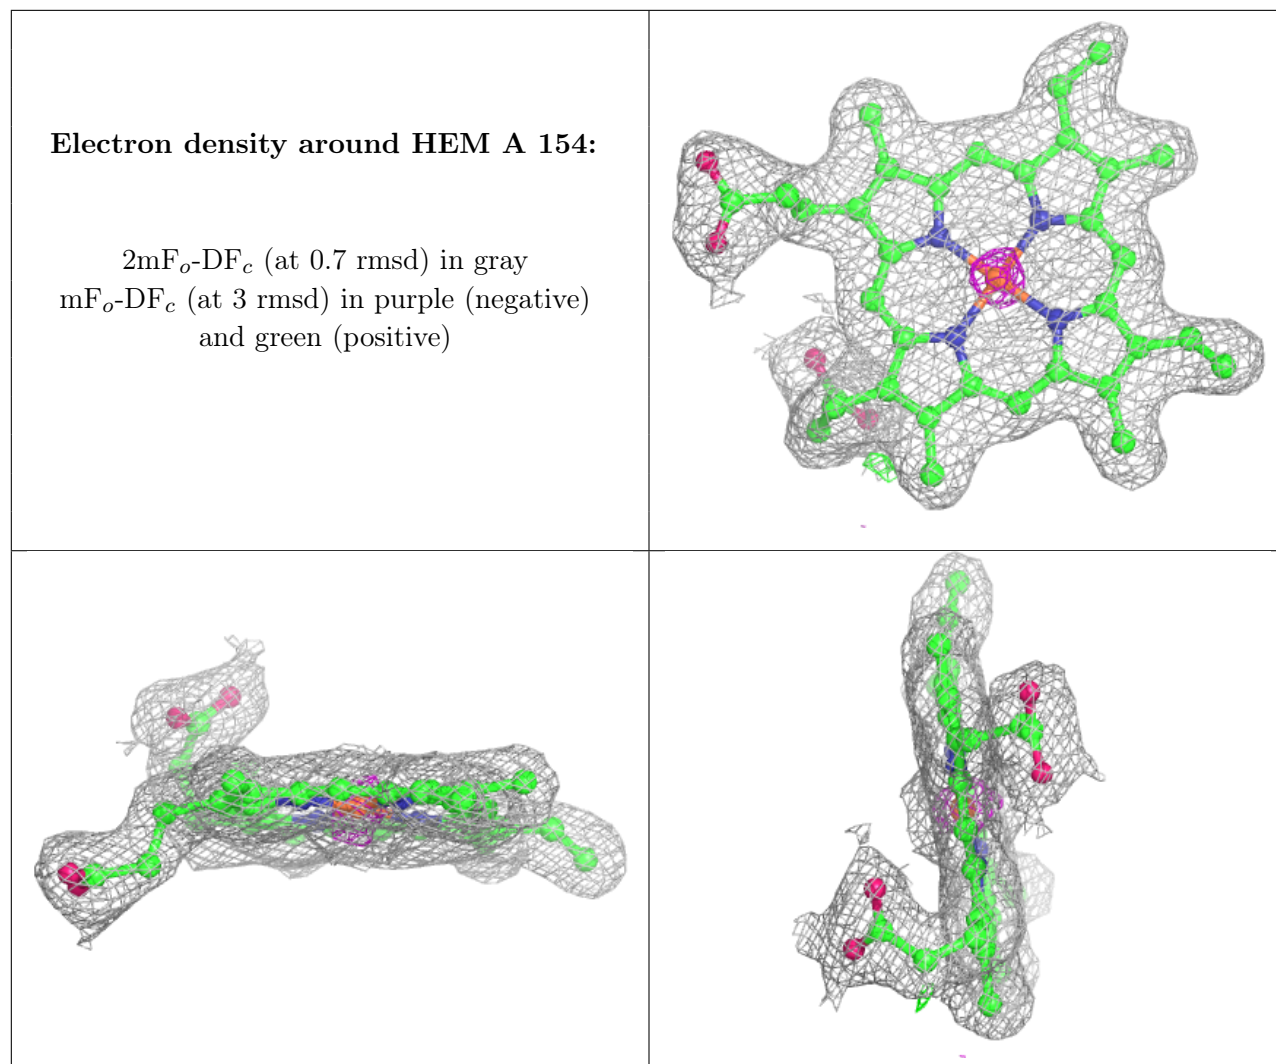 Electron density around HEM A 154:
2mFₒ-DF𝑐 (at 0.7 rmsd) in gray
mFₒ-DF𝑐 (at 3 rmsd) in purple (negative)
and green (positive)